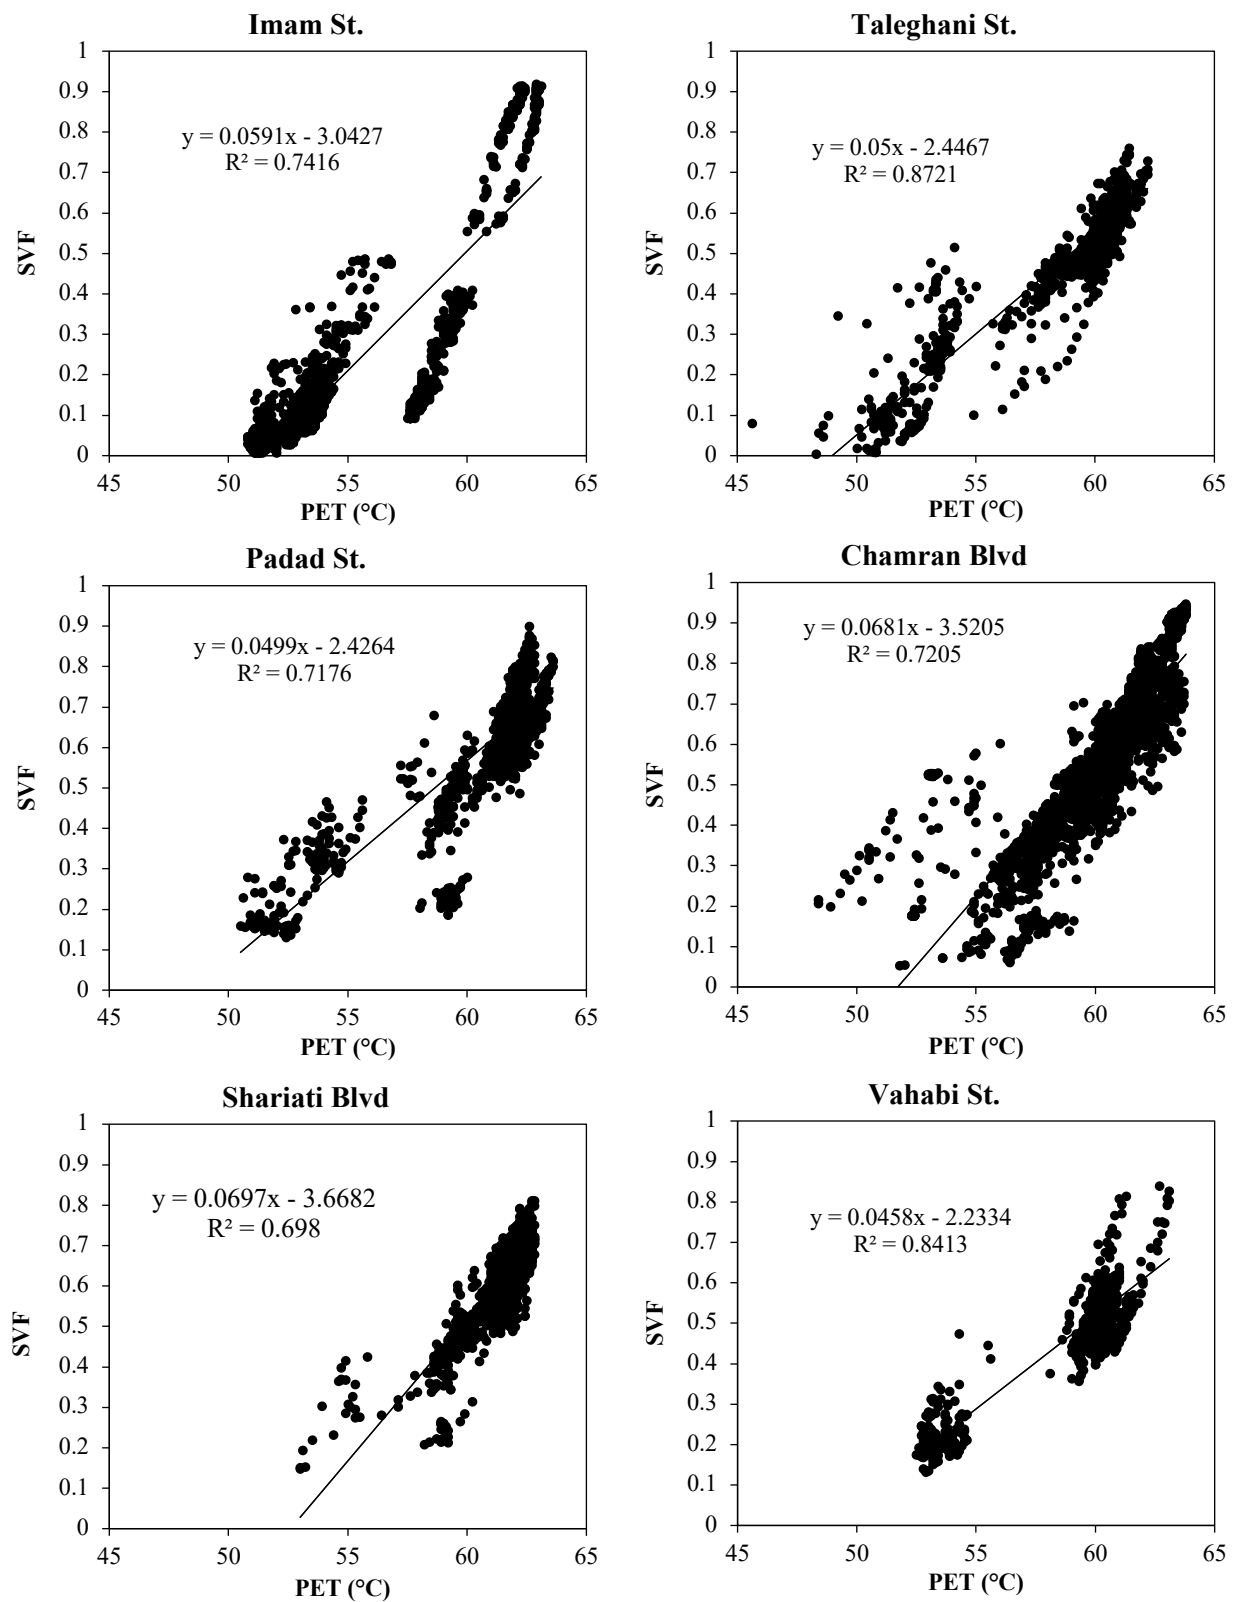 Imam St.
1
0.9
0.8
0.7
0.6
0.5
0.4
0.3
0.2
0.1
0
y = 0.0591x - 3.0427
R² = 0.7416
SVF
45 50 55 60 65
PET (°C)
Taleghani St.
1
0.9
0.8
0.7
0.6
0.5
0.4
0.3
0.2
0.1
0
y = 0.05x - 2.4467
R² = 0.8721
SVF
45 50 55 60 65
PET (°C)
Padad St.
1
0.9
0.8
0.7
0.6
0.5
0.4
0.3
0.2
0.1
0
y = 0.0499x - 2.4264
R² = 0.7176
SVF
45 50 55 60 65
PET (°C)
Chamran Blvd
1
0.9
0.8
0.7
0.6
0.5
0.4
0.3
0.2
0.1
0
y = 0.0681x - 3.5205
R² = 0.7205
SVF
45 50 55 60 65
PET (°C)
Shariati Blvd
1
0.9
0.8
0.7
0.6
0.5
0.4
0.3
0.2
0.1
0
y = 0.0697x - 3.6682
R² = 0.698
SVF
45 50 55 60 65
PET (°C)
Vahabi St.
1
0.9
0.8
0.7
0.6
0.5
0.4
0.3
0.2
0.1
0
y = 0.0458x - 2.2334
R² = 0.8413
SVF
45 50 55 60 65
PET (°C)